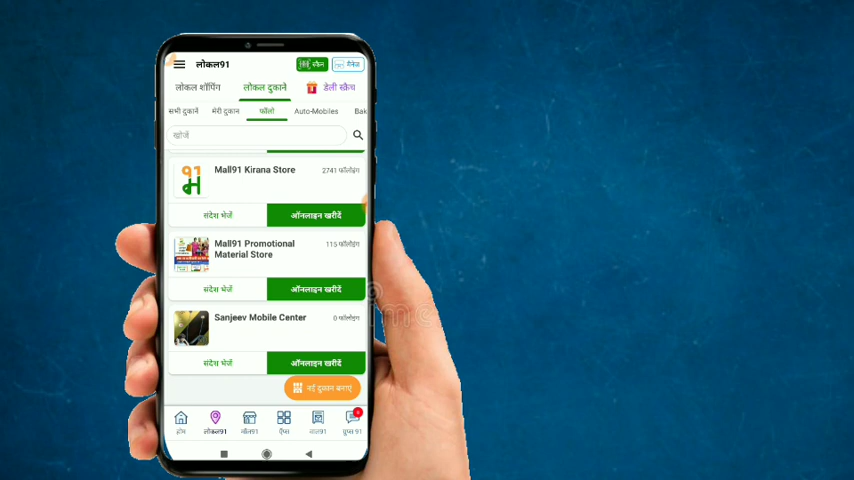 लोकल91
स्कैन
मैनेज
लोकल शॉपिंग
लोकल दुकानें
डेली स्क्रैच
सभी दुकानें
मेरी दुकान
फॉलो
Auto-Mobiles
Bak
खोजें
Mall91 Kirana Store
2741 फॉलोइंग
संदेश भेजें
ऑनलाइन खरीदें
Mall91 Promotional
Material Store
115 फॉलोइंग
संदेश भेजें
ऑनलाइन खरीदें
Sanjeev Mobile Center
0 फॉलोइंग
संदेश भेजें
ऑनलाइन खरीदें
नई दुकान बनाएं
होम
लोकल91
मॉल91
ऐप्स
ग्रुप्स 91